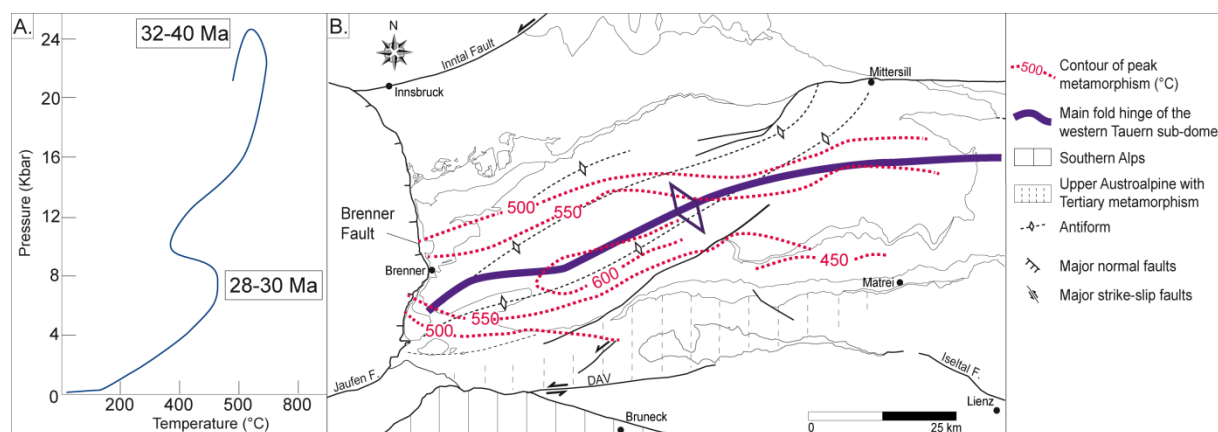 A.
32-40 Ma
24
20
16
12
8
4
0
Pressure (Kbar)
28-30 Ma
200
400
600
800
Temperature (°C)
B.
N
Inntal Fault
Innsbruck
Mittersill
Brenner
Fault
500
550
Brenner
600
450
Matrei
550
500
Jaufen F.
DAV
Iseltal F.
Bruneck
Lienz
0
25 km
500
Contour of peak
metamorphism (°C)
Main fold hinge of the
western Tauern sub-dome
Southern Alps
Upper Austroalpine with
Tertiary metamorphism
Antiform
Major normal faults
Major strike-slip faults